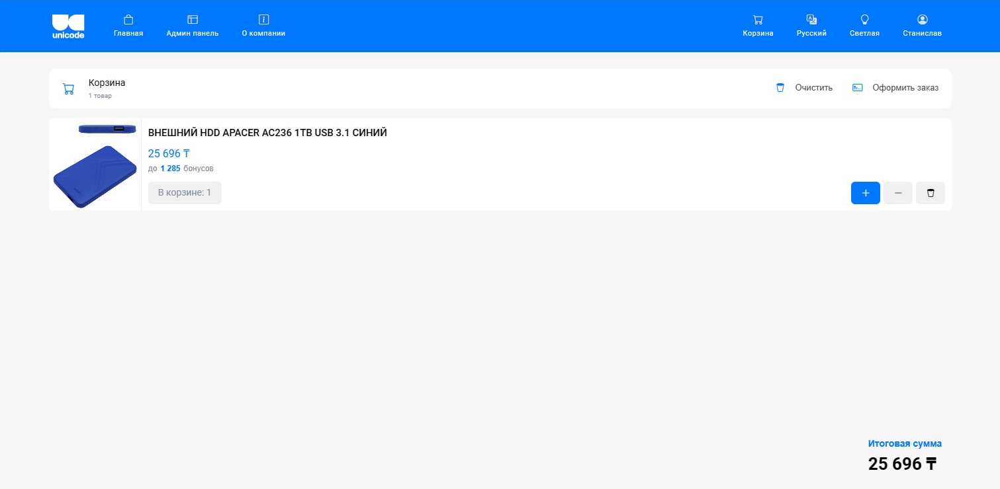 unicode
Главная
Админ панель
О компании
Корзина
Русский
Светлая
Станислав
Корзина
1 товар
Очистить
Оформить заказ
ВНЕШНИЙ HDD APACER AC236 1TB USB 3.1 СИНИЙ
25 696 ₸
до 1 285 бонусов
В корзине: 1
+
−
Итоговая сумма
25 696 ₸